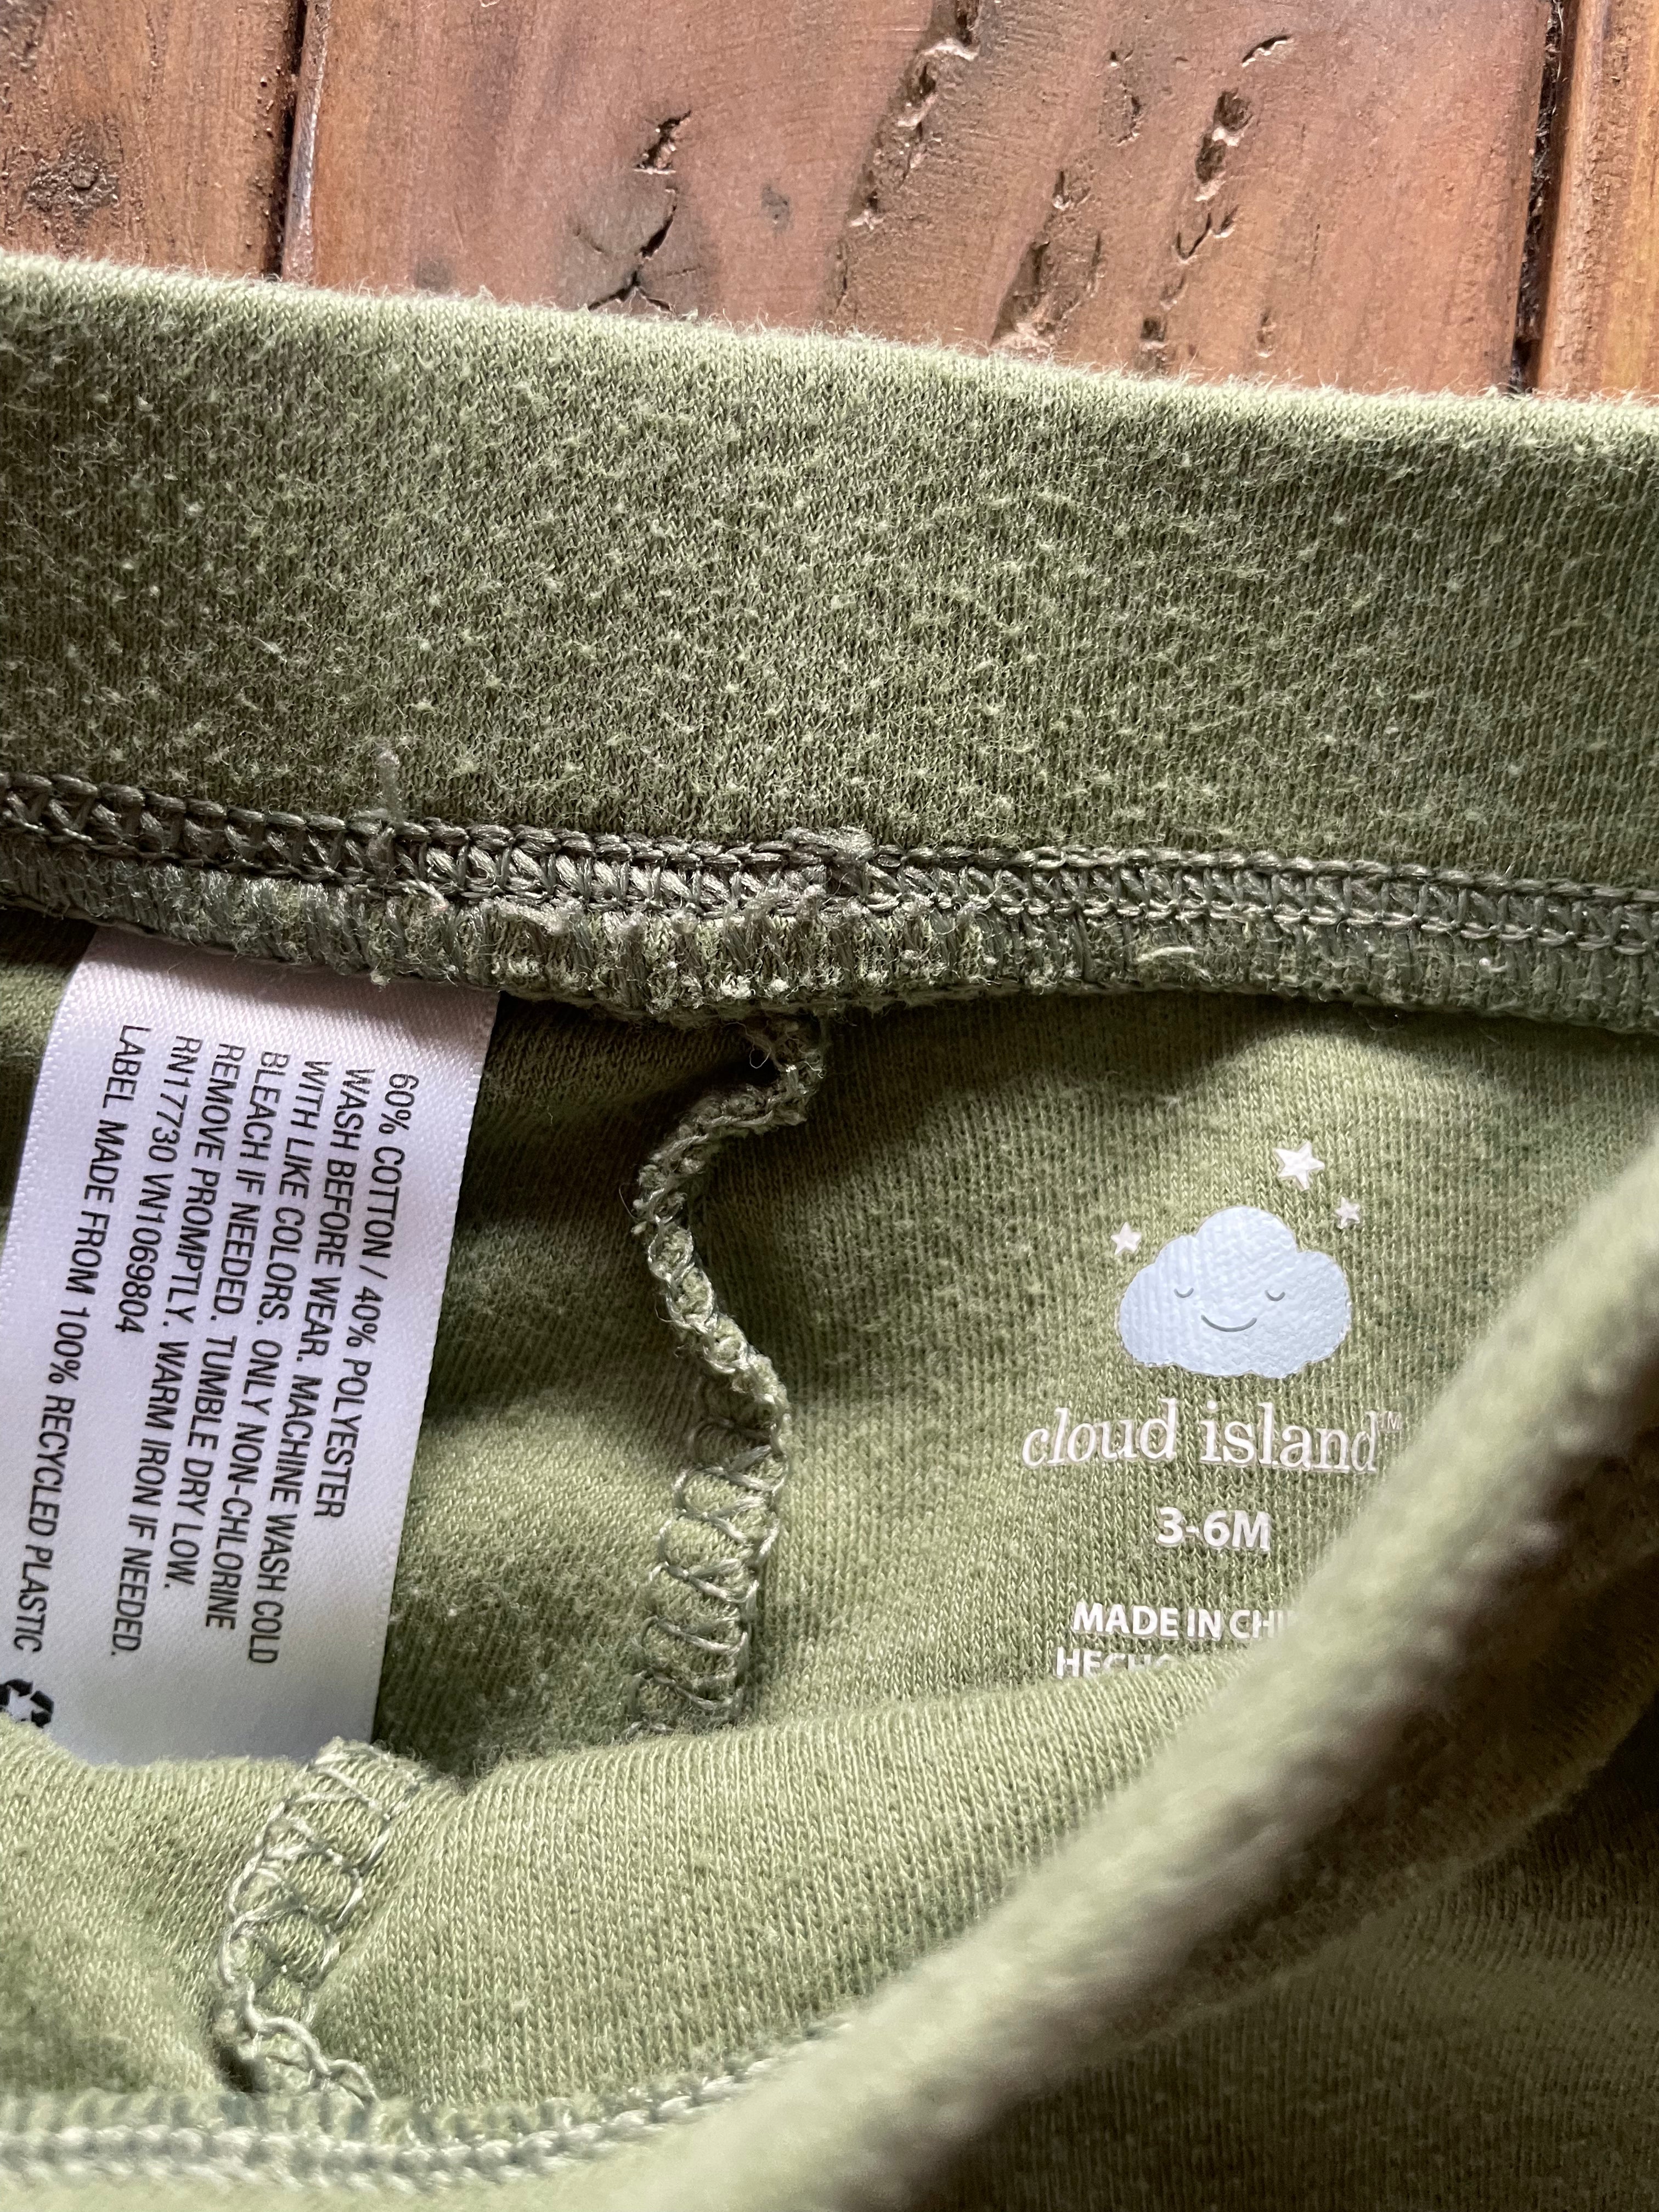 60% COTTON / 40% POLYESTER
WASH BEFORE WEAR. MACHINE WASH COLD
WITH LIKE COLORS. ONLY NON-CHLORINE
BLEACH IF NEEDED. TUMBLE DRY LOW.
REMOVE PROMPTLY. WARM IRON IF NEEDED.
RN17730 VN1069804
LABEL MADE FROM 100% RECYCLED PLASTIC
cloud island™
3-6M
MADE IN